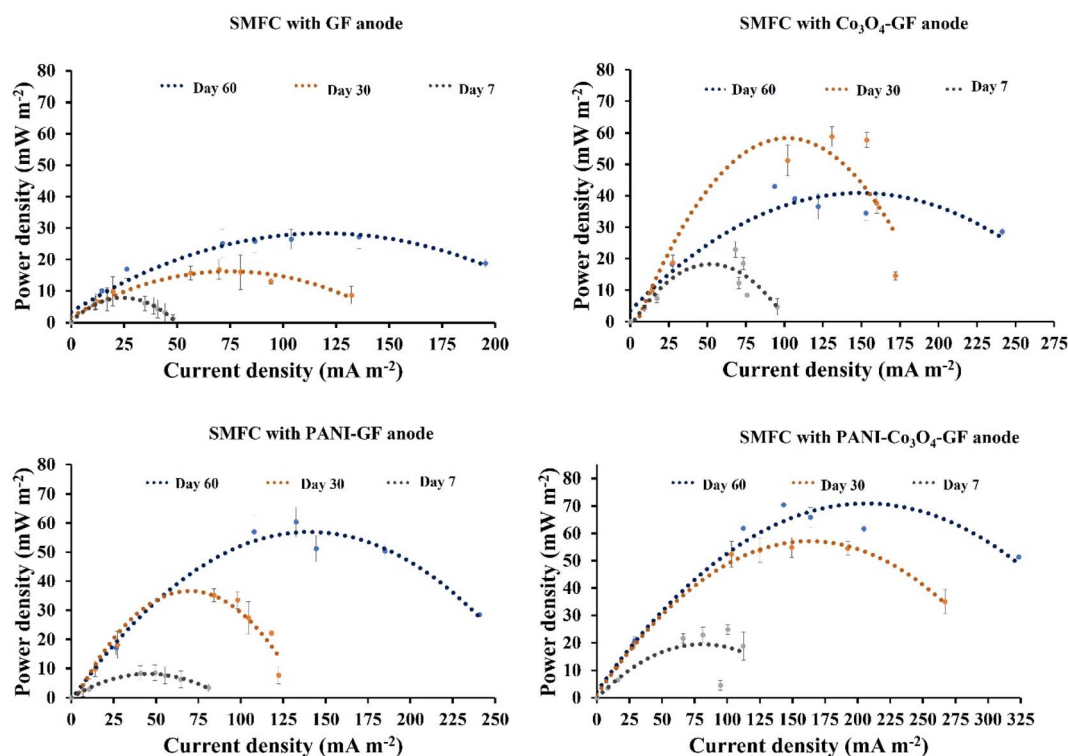 SMFC with GF anode
Power density (mW m-2)
80
70
60
50
40
30
20
10
0
Day 60 Day 30 Day 7
0 25 50 75 100 125 150 175 200
Current density (mA m-2)
SMFC with Co3O4-GF anode
Power density (mW m-2)
80
70
60
50
40
30
20
10
0
Day 60 Day 30 Day 7
0 25 50 75 100 125 150 175 200 225 250 275
Current density (mA m-2)
SMFC with PANI-GF anode
Power density (mW m-2)
80
70
60
50
40
30
20
10
0
Day 60 Day 30 Day 7
0 25 50 75 100 125 150 175 200 225 250
Current density (mA m-2)
SMFC with PANI-Co3O4-GF anode
Power density (mW m-2)
80
70
60
50
40
30
20
10
0
Day 60 Day 30 Day 7
0 25 50 75 100 125 150 175 200 225 250 275 300 325
Current density (mA m-2)